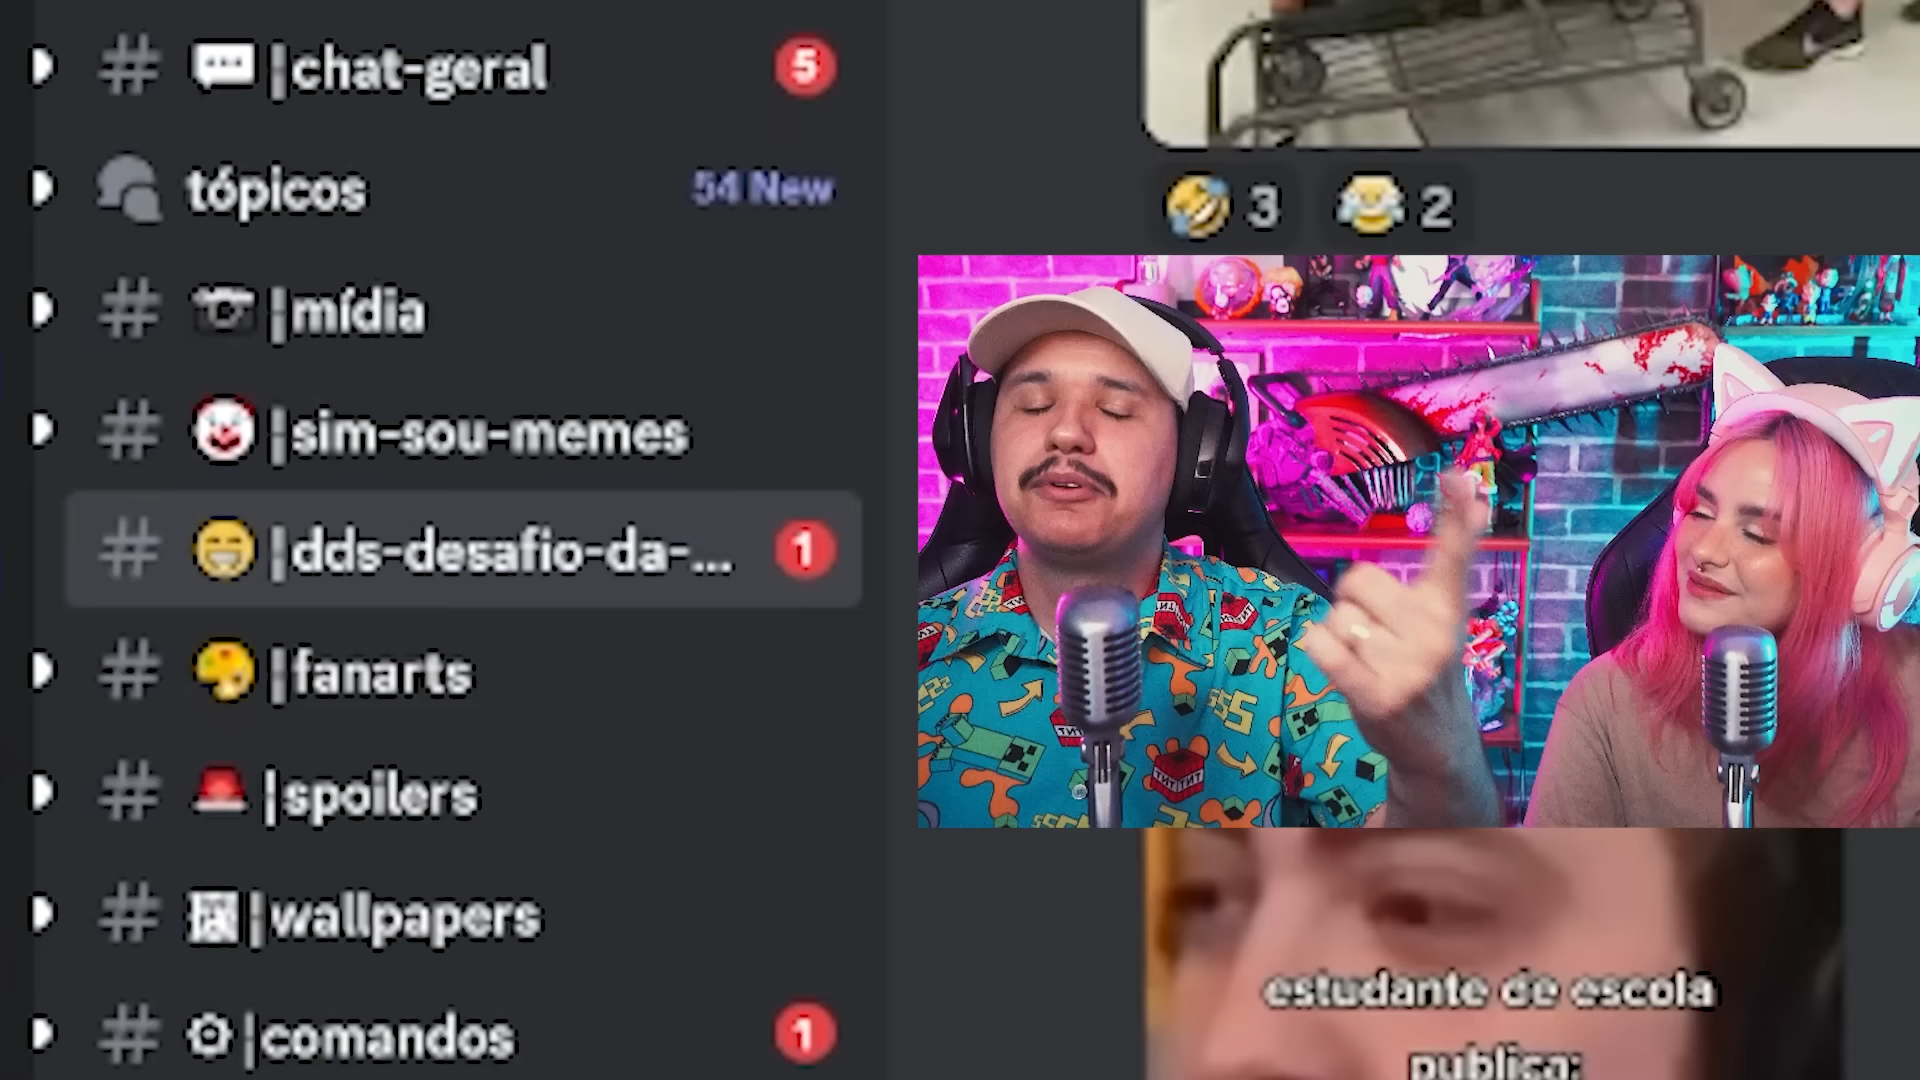 # |chat-geral 5
tópicos 54 New
# |mídia
# |sim-sou-memes
# |dds-desafio-da-... 1
# |fanarts
# |spoilers
# |wallpapers
# |comandos 1
3 2
TNT
estudante de escola
publica: